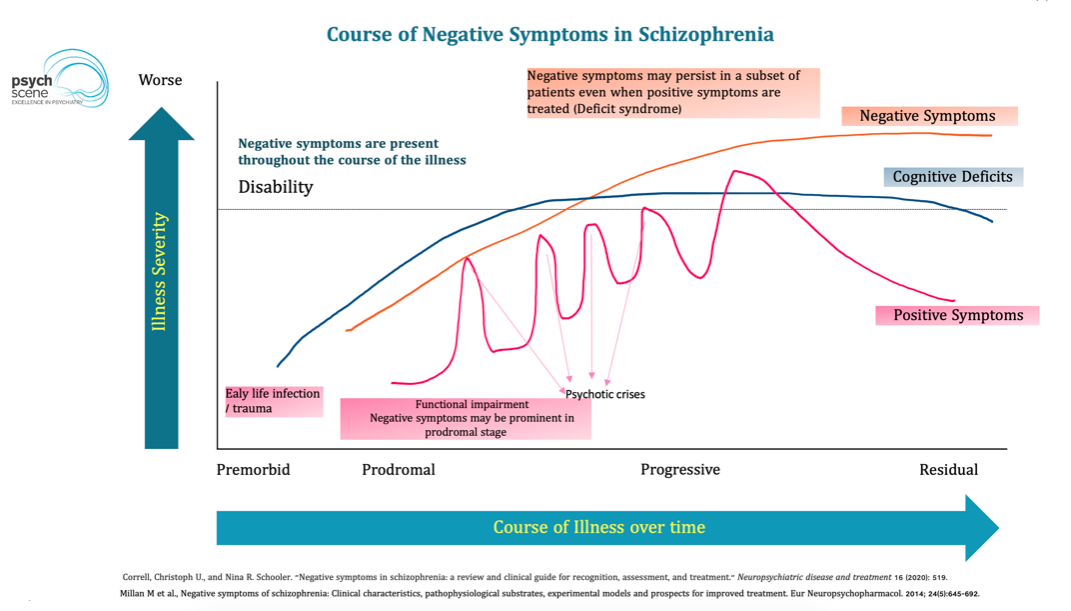 Course of Negative Symptoms in Schizophrenia
psych
scene
EXCELLENCE IN PSYCHIATRY
Worse
Negative symptoms may persist in a subset of
patients even when positive symptoms are
treated (Deficit syndrome)
Negative Symptoms
Negative symptoms are present
throughout the course of the illness
Cognitive Deficits
Disability
Illness Severity
Positive Symptoms
Ealy life infection
/ trauma
Psychotic crises
Functional impairment
Negative symptoms may be prominent in
prodromal stage
Premorbid
Prodromal
Progressive
Residual
Course of Illness over time
Correll, Christoph U., and Nina R. Schooler. "Negative symptoms in schizophrenia: a review and clinical guide for recognition, assessment, and treatment." Neuropsychiatric disease and treatment 16 (2020): 519.
Millan M et al., Negative symptoms of schizophrenia: Clinical characteristics, pathophysiological substrates, experimental models and prospects for improved treatment. Eur Neuropsychopharmacol. 2014; 24(5):645-692.